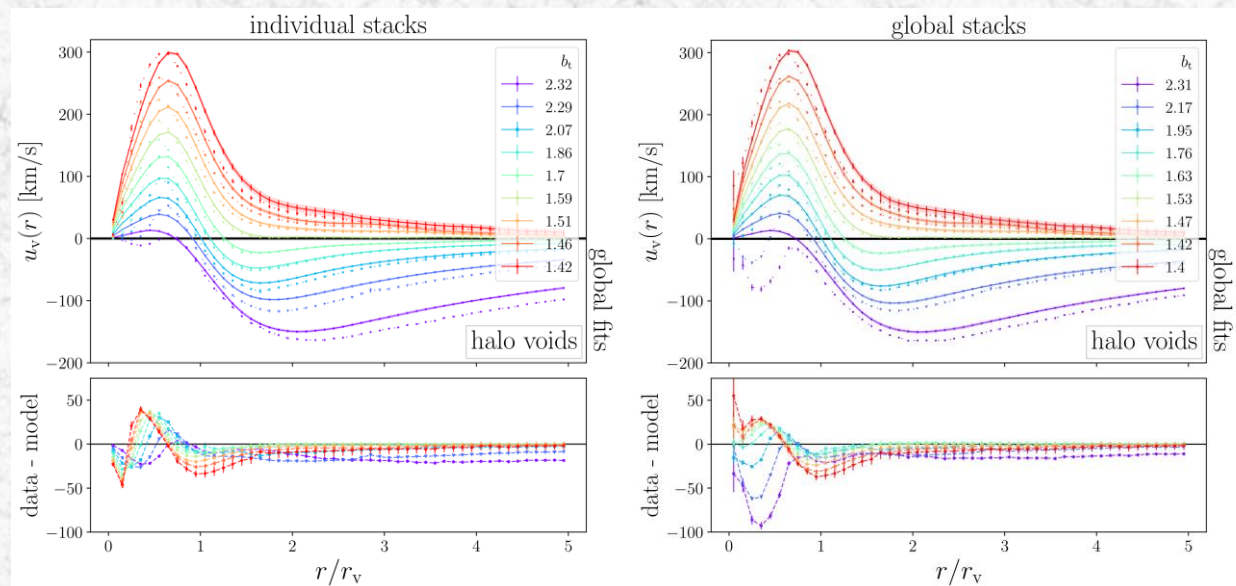 individual stacks
300
200
100
0
−100
−200
u_v(r) [km/s]
b_t
2.32
2.29
2.07
1.86
1.7
1.59
1.51
1.46
1.42
halo voids
global fits
50
0
−50
−100
data - model
0 1 2 3 4 5
r/r_v
global stacks
300
200
100
0
−100
−200
u_v(r) [km/s]
b_t
2.31
2.17
1.95
1.76
1.63
1.53
1.47
1.42
1.4
halo voids
global fits
50
0
−50
−100
data - model
0 1 2 3 4 5
r/r_v